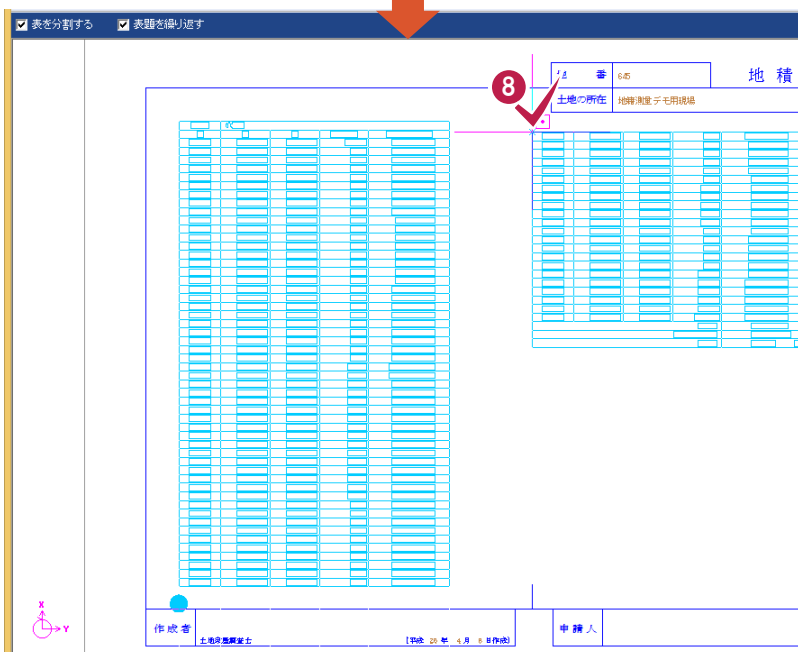 表を分割する 表題を繰り返す
8
地番 645
地積
土地の所在 地籍測量デモ用現場
X
Y
作成者
土地家屋調査士 (平成 26 年 4 月 8 日作成)
申請人